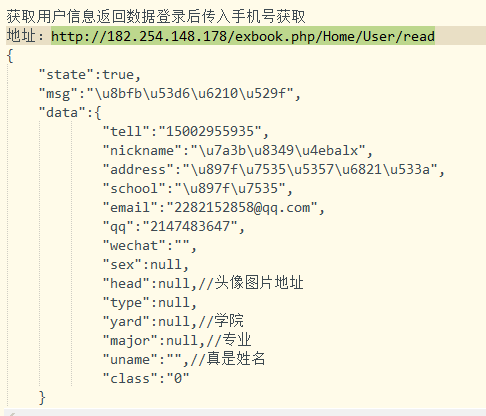 获取用户信息返回数据登录后传入手机号获取
地址：http://182.254.148.178/exbook.php/Home/User/read
{
"state":true,
"msg":"\u8bfb\u53d6\u6210\u529f",
"data":{
"tell":"15002955935",
"nickname":"\u7a3b\u8349\u4ebalx",
"address":"\u897f\u7535\u5357\u6821\u533a",
"school":"\u897f\u7535",
"email":"2282152858@qq.com",
"qq":"2147483647",
"wechat":"",
"sex":null,
"head":null,//头像图片地址
"type":null,
"yard":null,//学院
"major":null,//专业
"uname":"",//真是姓名
"class":"0"
}